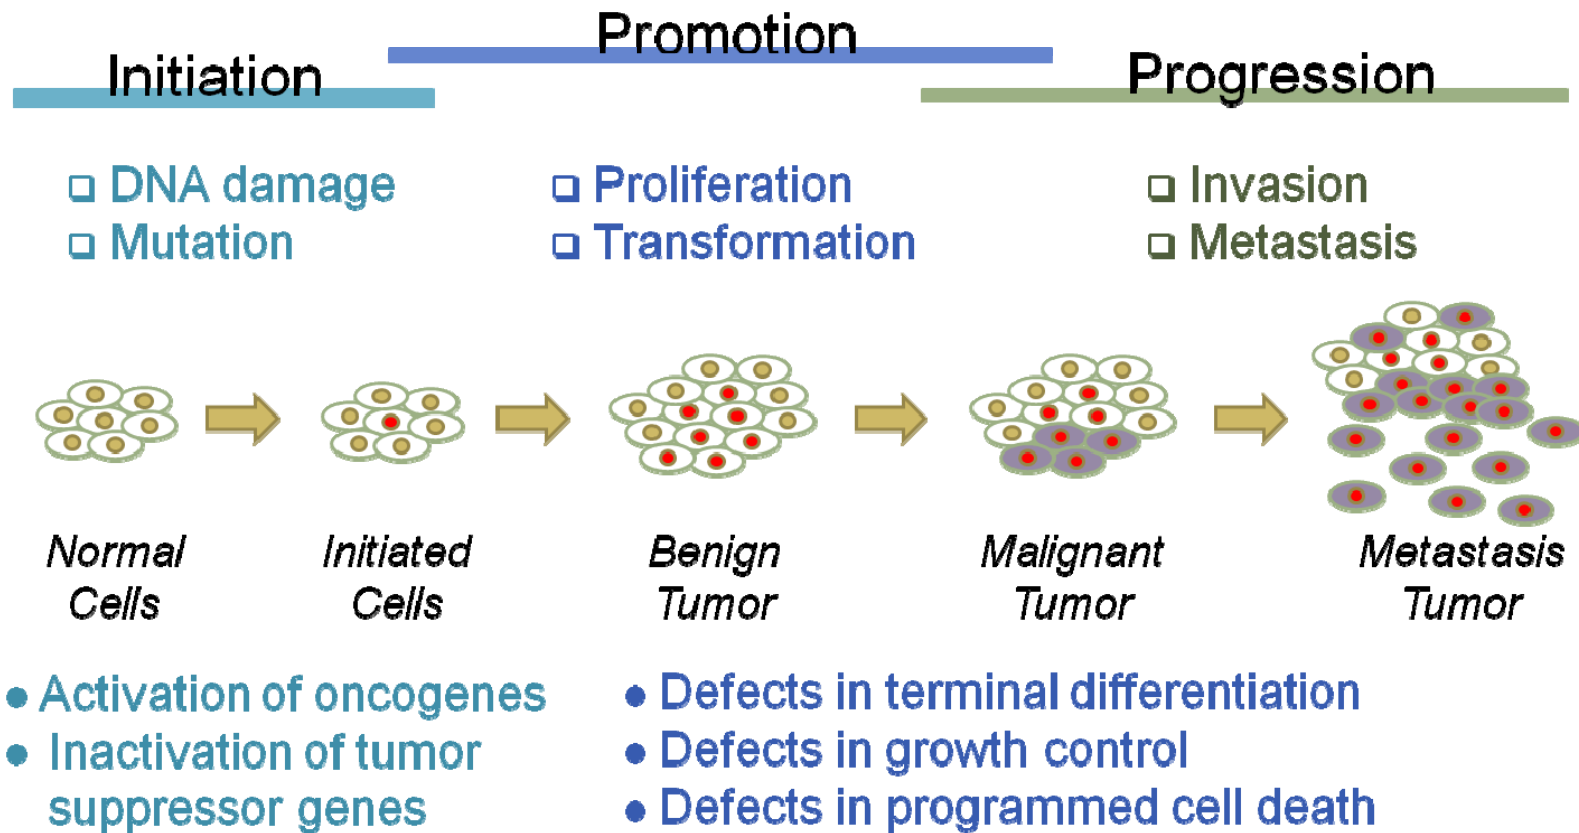 Initiation
Promotion
Progression
❑ DNA damage
❑ Mutation
❑ Proliferation
❑ Transformation
❑ Invasion
❑ Metastasis
Normal
Cells
Initiated
Cells
Benign
Tumor
Malignant
Tumor
Metastasis
Tumor
● Activation of oncogenes
● Inactivation of tumor
suppressor genes
● Defects in terminal differentiation
● Defects in growth control
● Defects in programmed cell death